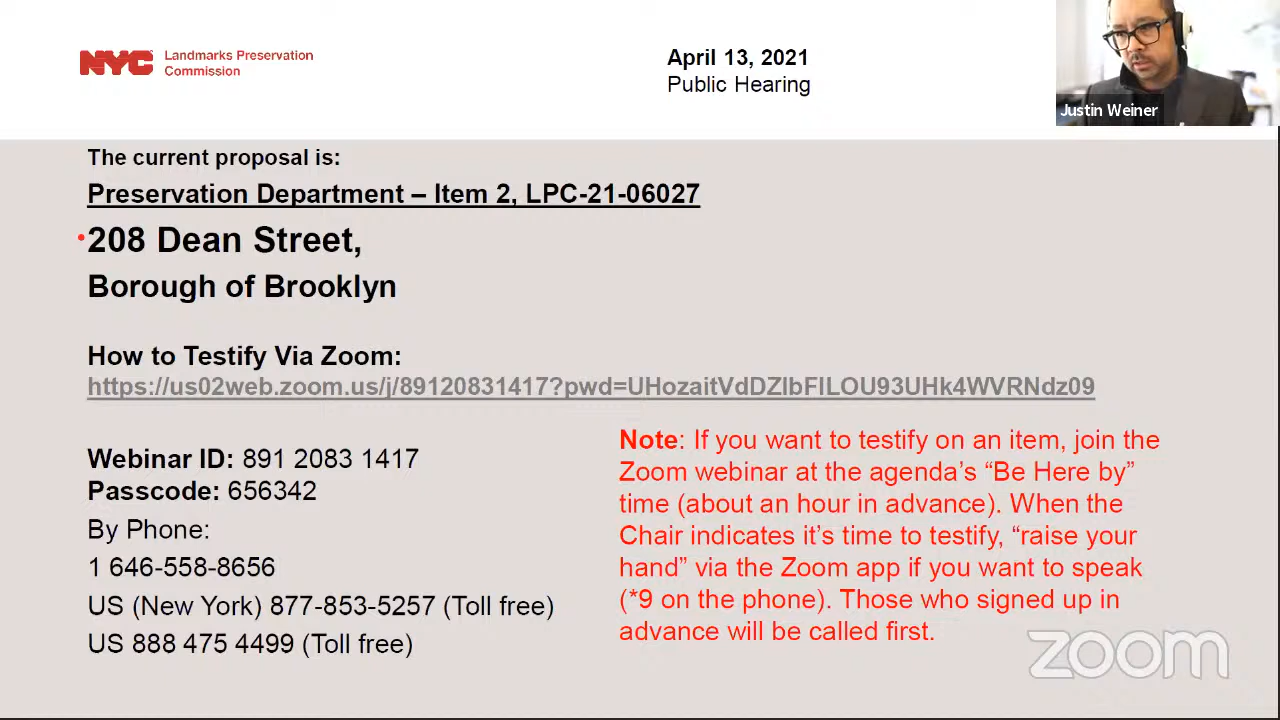 NYC Landmarks Preservation
Commission
April 13, 2021
Public Hearing
Justin Weiner
The current proposal is:
Preservation Department – Item 2, LPC-21-06027
•208 Dean Street,
Borough of Brooklyn
How to Testify Via Zoom:
https://us02web.zoom.us/j/89120831417?pwd=UHozaitVdDZIbFlLOU93UHk4WVRNdz09
Webinar ID: 891 2083 1417
Passcode: 656342
By Phone:
1 646-558-8656
US (New York) 877-853-5257 (Toll free)
US 888 475 4499 (Toll free)
Note: If you want to testify on an item, join the
Zoom webinar at the agenda’s “Be Here by”
time (about an hour in advance). When the
Chair indicates it’s time to testify, “raise your
hand” via the Zoom app if you want to speak
(*9 on the phone). Those who signed up in
advance will be called first.
zoom